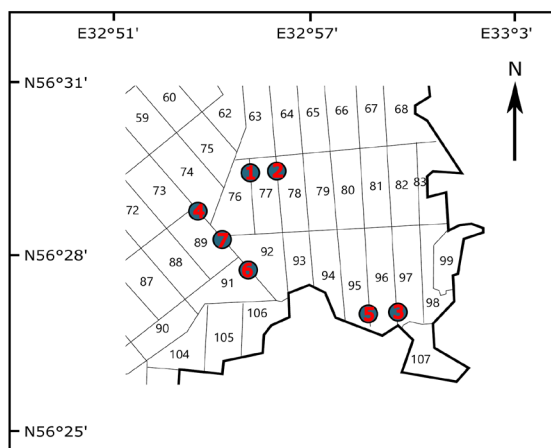 E32°51' E32°57' E33°3'
N56°31'
N
60 62 63 64 65 66 67 68
59
75
74 1 2
73 76 77 78 79 80 81 82 83
72 4
89 7 92
88 93 99
87 91 6 94 95 96 97
N56°28'
90 106 5 3 98
104 105 107
N56°25'